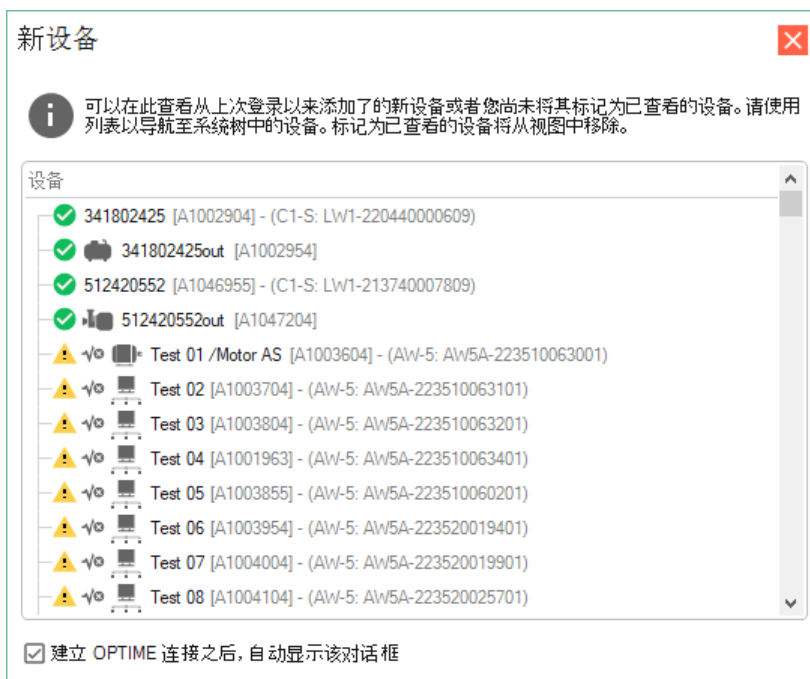 新设备
可以在此查看从上次登录以来添加了的新设备或者您尚未将其标记为已查看的设备。请使用
列表以导航至系统树中的设备。标记为已查看的设备将从视图中移除。
设备
341802425 [A1002904] - (C1-S: LW1-220440000609)
341802425out [A1002954]
512420552 [A1046955] - (C1-S: LW1-213740007809)
512420552out [A1047204]
Test 01 /Motor AS [A1003604] - (AW-5: AW5A-223510063001)
Test 02 [A1003704] - (AW-5: AW5A-223510063101)
Test 03 [A1003804] - (AW-5: AW5A-223510063201)
Test 04 [A1001963] - (AW-5: AW5A-223510063401)
Test 05 [A1003855] - (AW-5: AW5A-223510060201)
Test 06 [A1003954] - (AW-5: AW5A-223520019401)
Test 07 [A1004004] - (AW-5: AW5A-223520019901)
Test 08 [A1004104] - (AW-5: AW5A-223520025701)
建立 OPTIME 连接之后, 自动显示该对话框